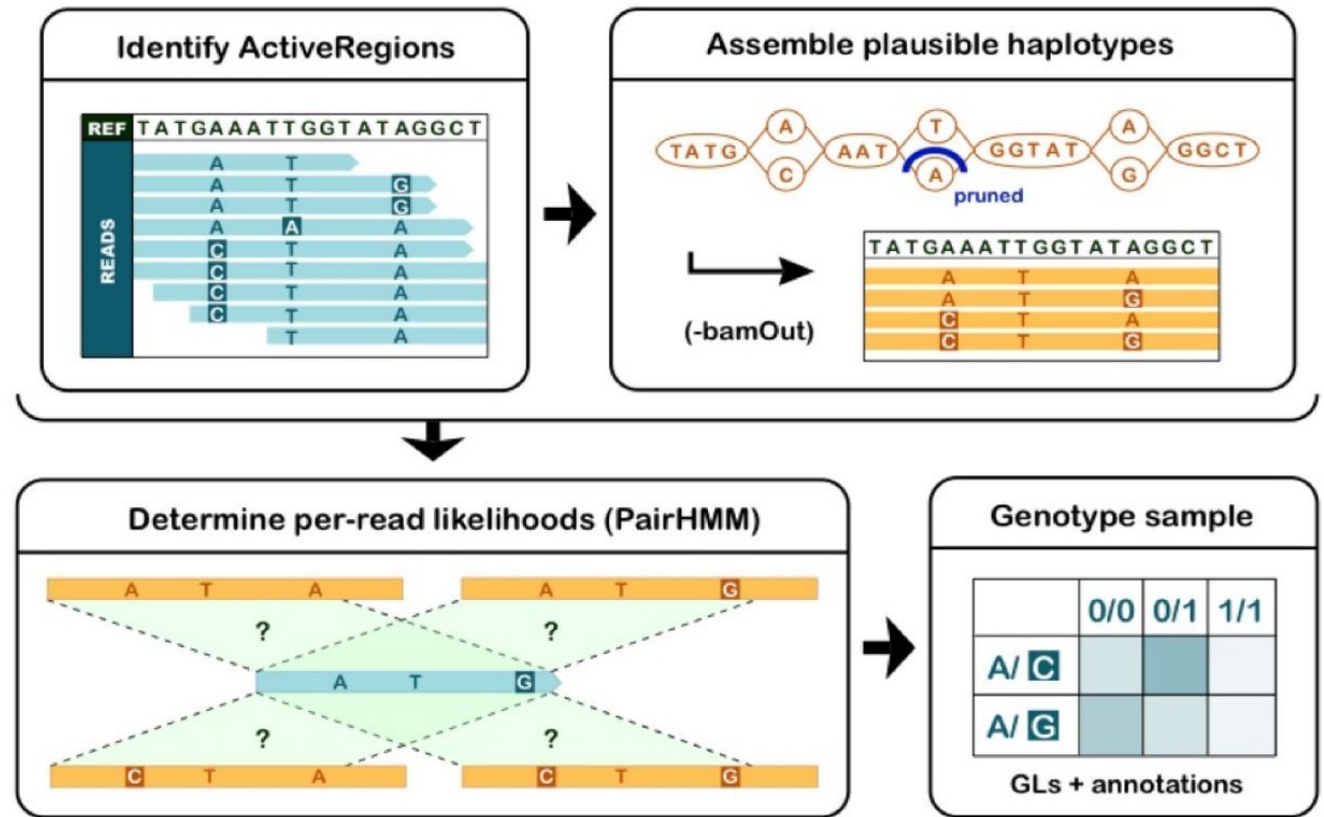 Identify ActiveRegions
REF TATGAAATTGGTATAGGCT
READS
A T
A T G
A T G
A A A
C T A
C T A
C T A
C T A
T A
Assemble plausible haplotypes
A T A
TATG AAT GGTAT GGCT
C A G
pruned
(-bamOut)
TATGAAATTGGTATAGGCT
A T A
A T G
C T A
C T G
Determine per-read likelihoods (PairHMM)
A T A A T G
? ?
A T G
? ?
C T A C T G
Genotype sample
0/0 0/1 1/1
A/ C
A/ G
GLs + annotations